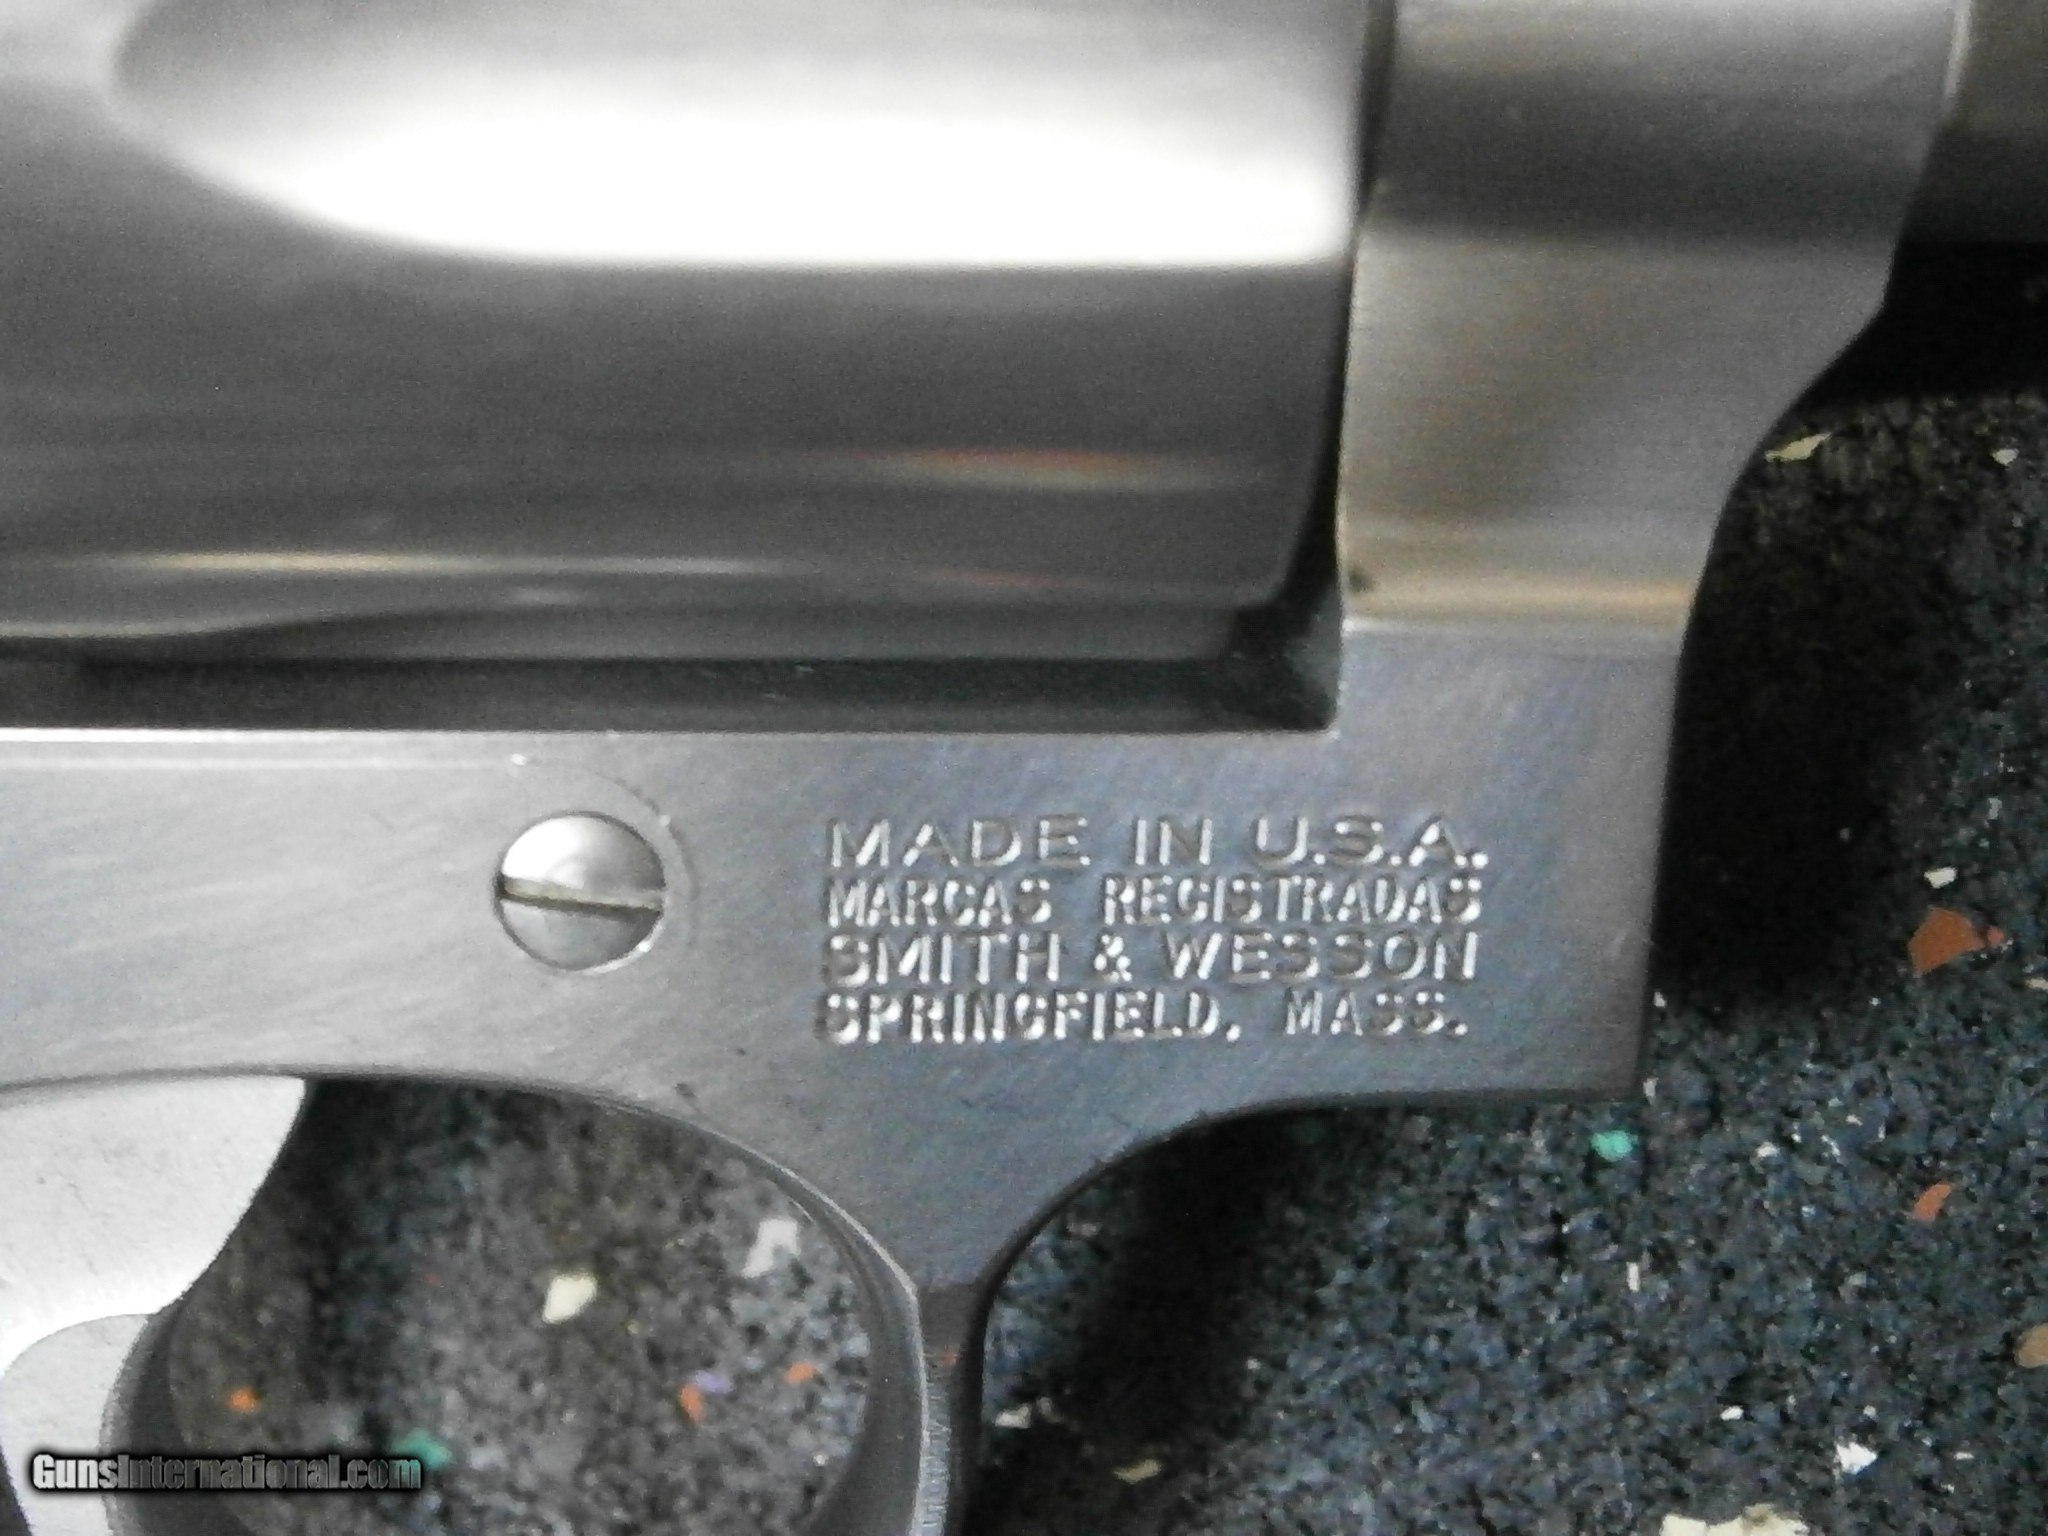 MADE IN U.S.A.
MARCAS REGISTRADAS
SMITH & WESSON
SPRINGFIELD, MASS.
GunsInternational.com